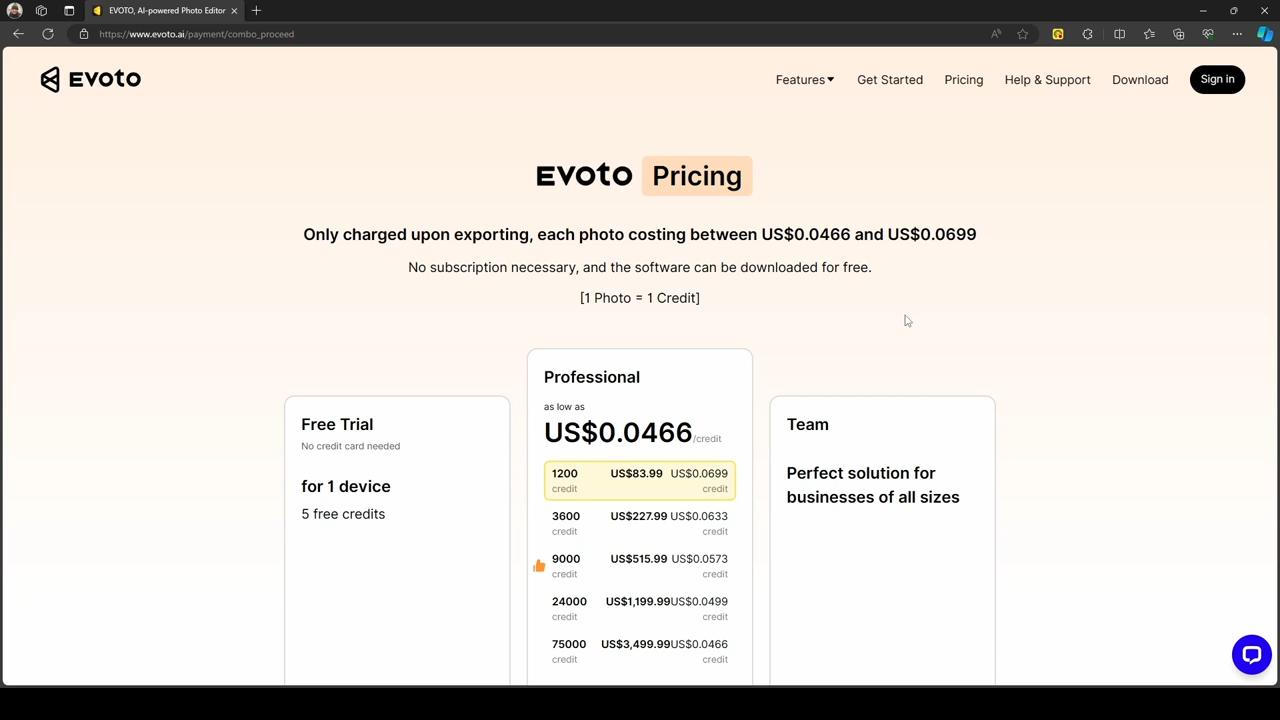 EVOTO, AI-powered Photo Editor
https://www.evoto.ai/payment/combo_proceed
EVOTO
Features
Get Started
Pricing
Help & Support
Download
Sign in
EVOTO Pricing
Only charged upon exporting, each photo costing between US$0.0466 and US$0.0699
No subscription necessary, and the software can be downloaded for free.
[1 Photo = 1 Credit]
Free Trial
No credit card needed
for 1 device
5 free credits
Professional
as low as
US$0.0466/credit
1200 US$83.99 US$0.0699
credit credit
3600 US$227.99 US$0.0633
credit credit
9000 US$515.99 US$0.0573
credit credit
24000 US$1,199.99 US$0.0499
credit credit
75000 US$3,499.99 US$0.0466
credit credit
Team
Perfect solution for
businesses of all sizes